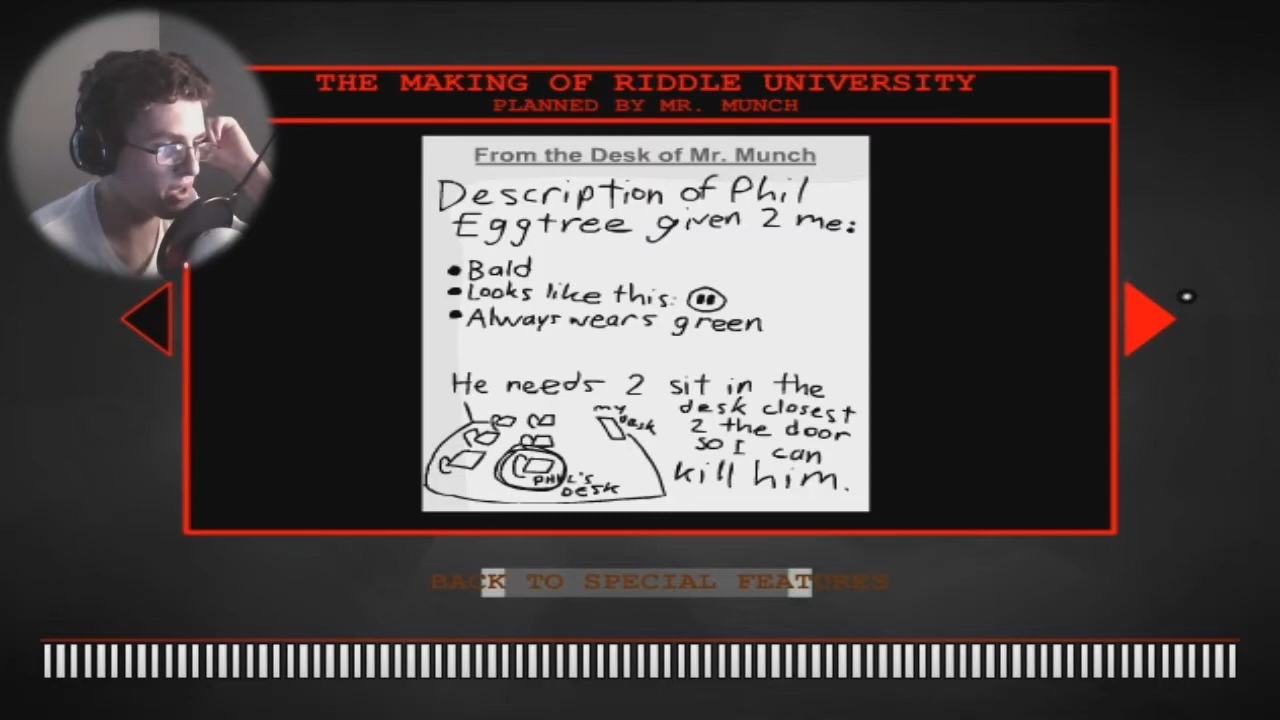 THE MAKING OF RIDDLE UNIVERSITY
PLANNED BY MR. MUNCH
From the Desk of Mr. Munch
Description of Phil
Eggtree given 2 me:
• Bald
• Looks like this:
• Always wears green
He needs 2 sit in the
desk closest
2 the door
so I can
kill him.
my
desk
PHIL'S
DESK
BACK TO SPECIAL FEATURES